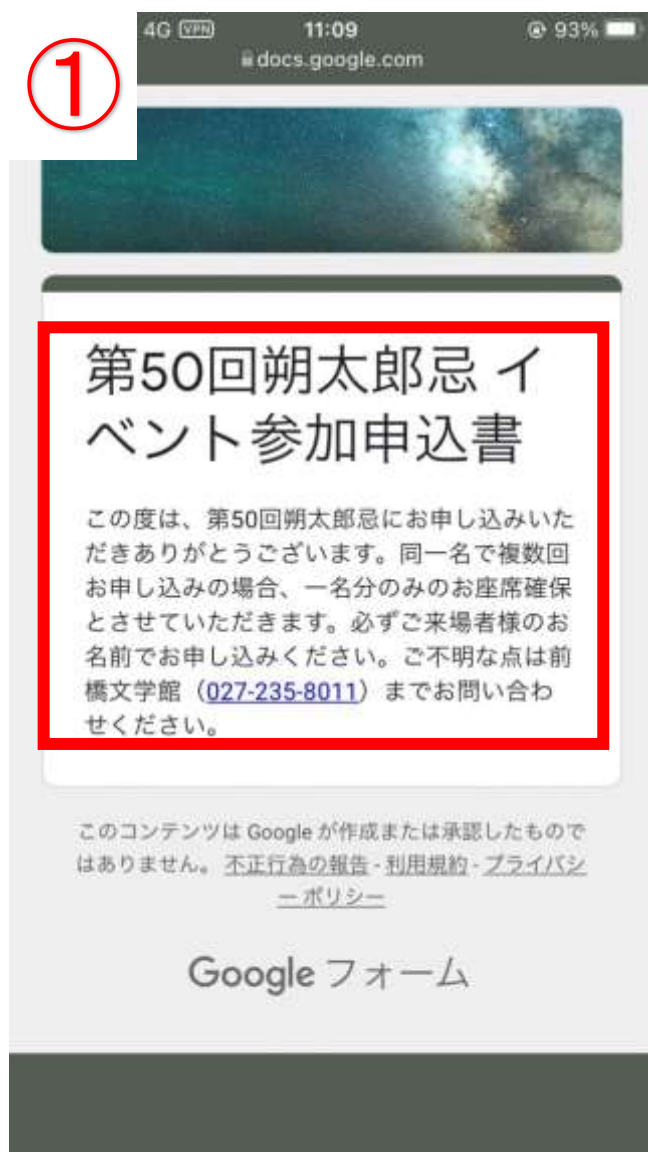 ①
4G VPN 11:09 93%
docs.google.com
第50回朔太郎忌 イ
ベント参加申込書
この度は、第50回朔太郎忌にお申し込みいた
だきありがとうございます。同一名で複数回
お申し込みの場合、一名分のみのお座席確保
とさせていただきます。必ずご来場者様のお
名前でお申し込みください。ご不明な点は前
橋文学館（027-235-8011）までお問い合わ
せください。
このコンテンツは Google が作成または承認したもので
はありません。 不正行為の報告 - 利用規約 - プライバシ
ー ポリシー
Google フォーム